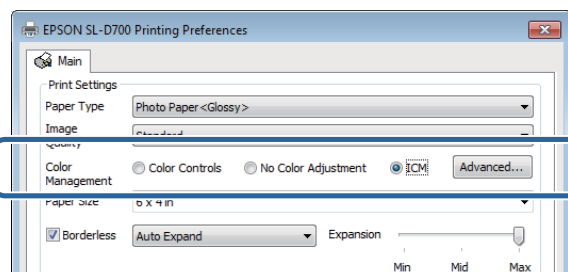 EPSON SL-D700 Printing Preferences
Main
Print Settings
Paper Type Photo Paper<Glossy>
Image
Quality Standard
Color Color Controls No Color Adjustment ICM Advanced...
Management
Paper Size 6 x 4 in
Borderless Auto Expand Expansion
Min Mid Max